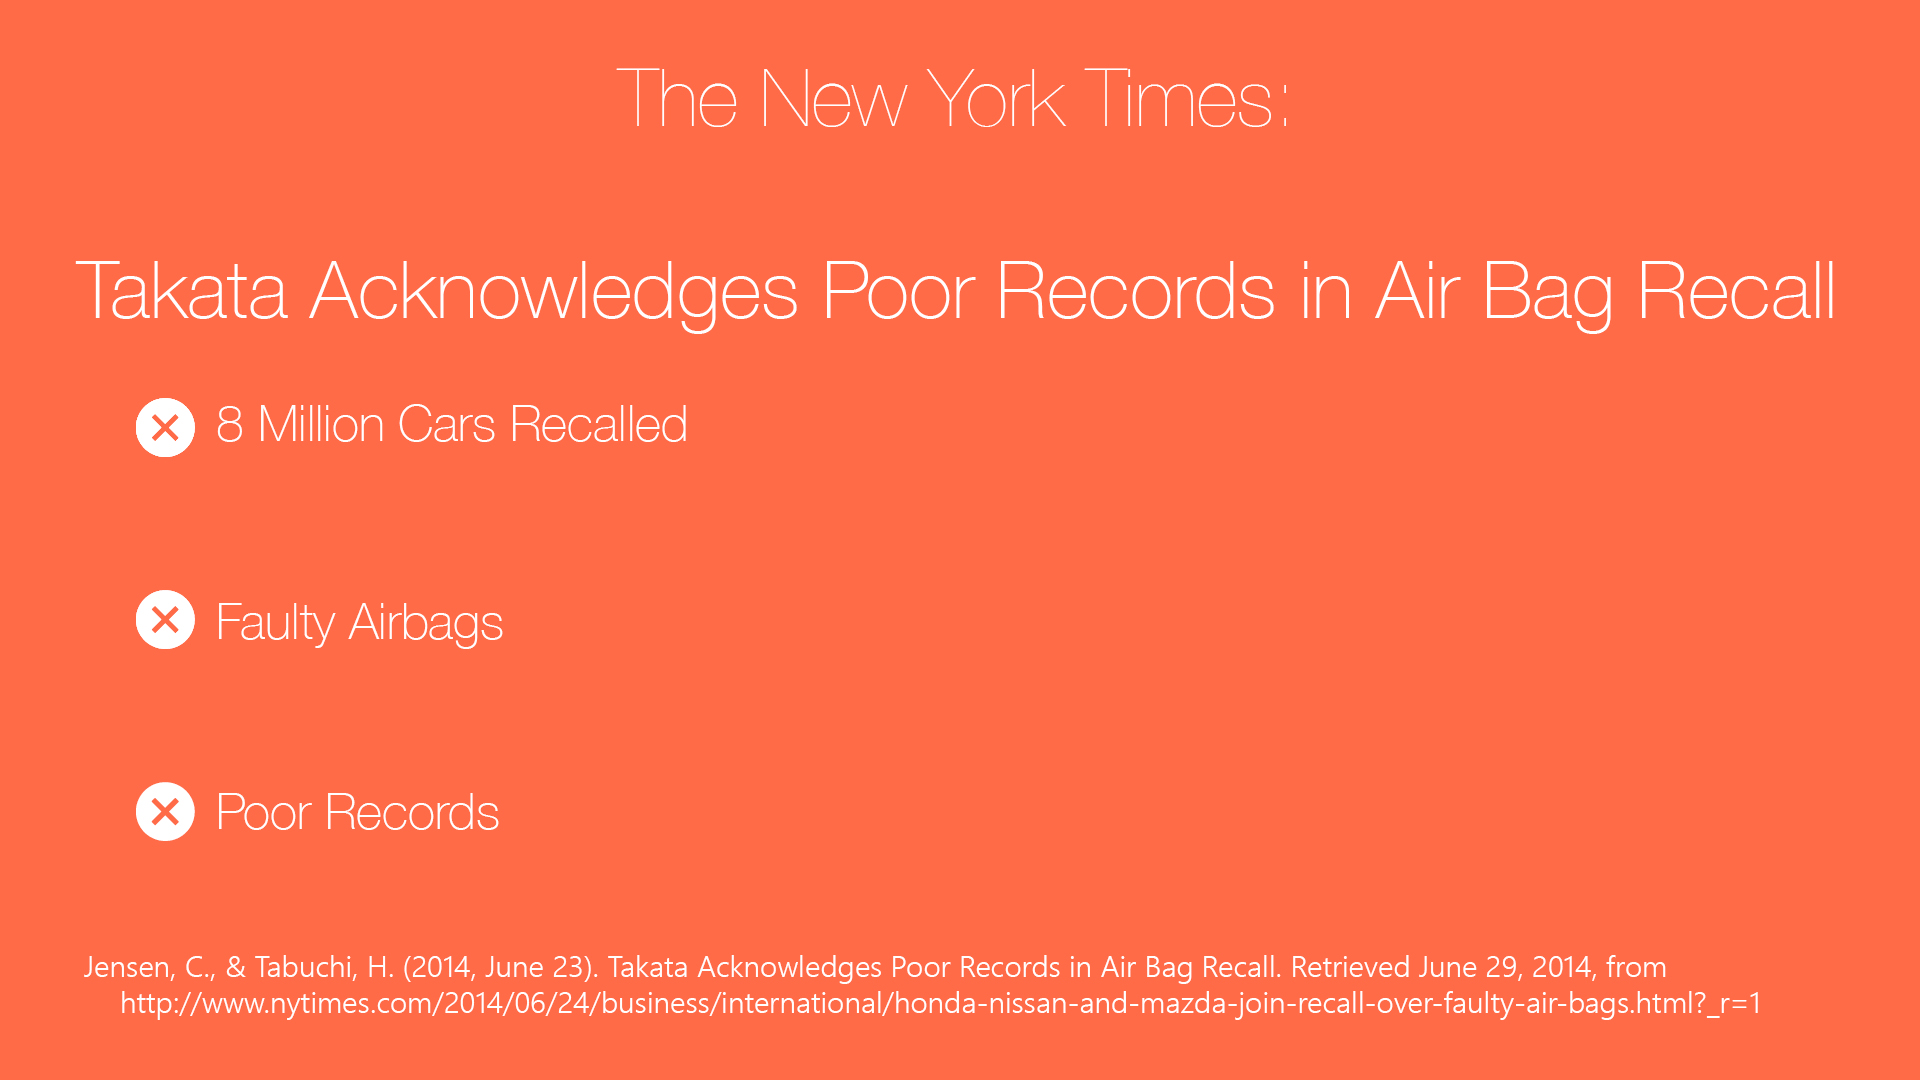 The New York Times:
Takata Acknowledges Poor Records in Air Bag Recall
8 Million Cars Recalled
Faulty Airbags
Poor Records
Jensen, C., & Tabuchi, H. (2014, June 23). Takata Acknowledges Poor Records in Air Bag Recall. Retrieved June 29, 2014, from
http://www.nytimes.com/2014/06/24/business/international/honda-nissan-and-mazda-join-recall-over-faulty-air-bags.html?_r=1